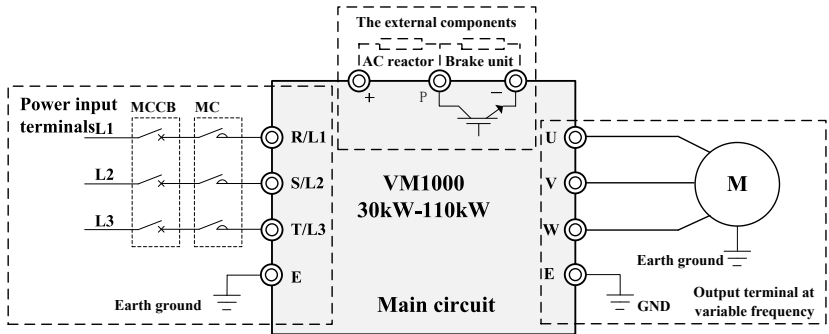 The external components
AC reactor Brake unit
+ P −
Power input
terminals
MCCB MC
L1 R/L1
L2 S/L2
L3 T/L3
E
Earth ground
VM1000
30kW-110kW
Main circuit
U
V
W
E
M
Earth ground
GND
Output terminal at
variable frequency